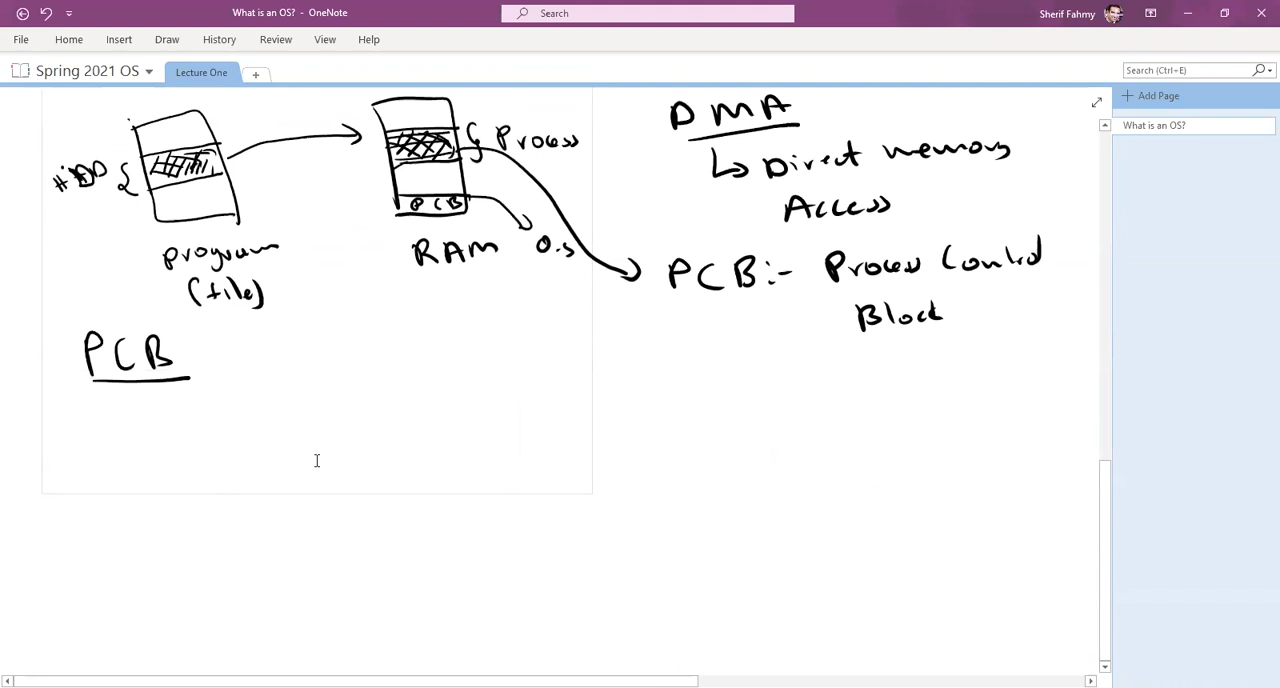 What is an OS? - OneNote
Search
Sherif Fahmy
File Home Insert Draw History Review View Help
Spring 2021 OS
Lecture One
+
Search (Ctrl+E)
+ Add Page
What is an OS?
DMA
↳ Direct memory
Access
HDD
Process
PCB
program
(file)
RAM
O.S
PCB:- Process Control
Block
PCB